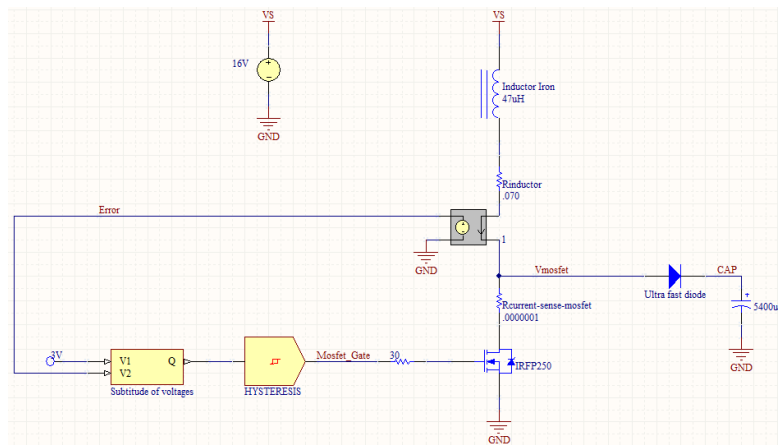 VS
VS
16V
GND
Inductor Iron
47uH
Rinductor
.070
Error
1
GND
Vmosfet
CAP
Ultra fast diode
5400u
Rcurrent-sense-mosfet
.0000001
GND
3V
V1
Q
V2
Subtitude of voltages
HYSTERESIS
Mosfet_Gate
30
IRFP250
GND